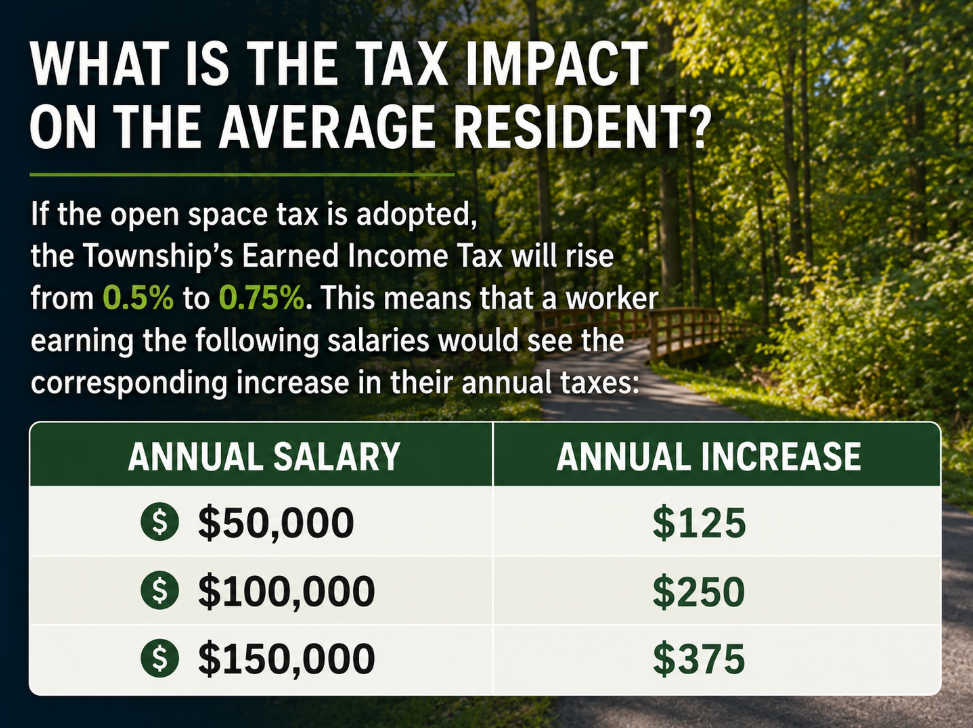 WHAT IS THE TAX IMPACT
ON THE AVERAGE RESIDENT?
If the open space tax is adopted,
the Township’s Earned Income Tax will rise
from 0.5% to 0.75%. This means that a worker
earning the following salaries would see the
corresponding increase in their annual taxes:
ANNUAL SALARY ANNUAL INCREASE
$ $50,000 $125
$ $100,000 $250
$ $150,000 $375